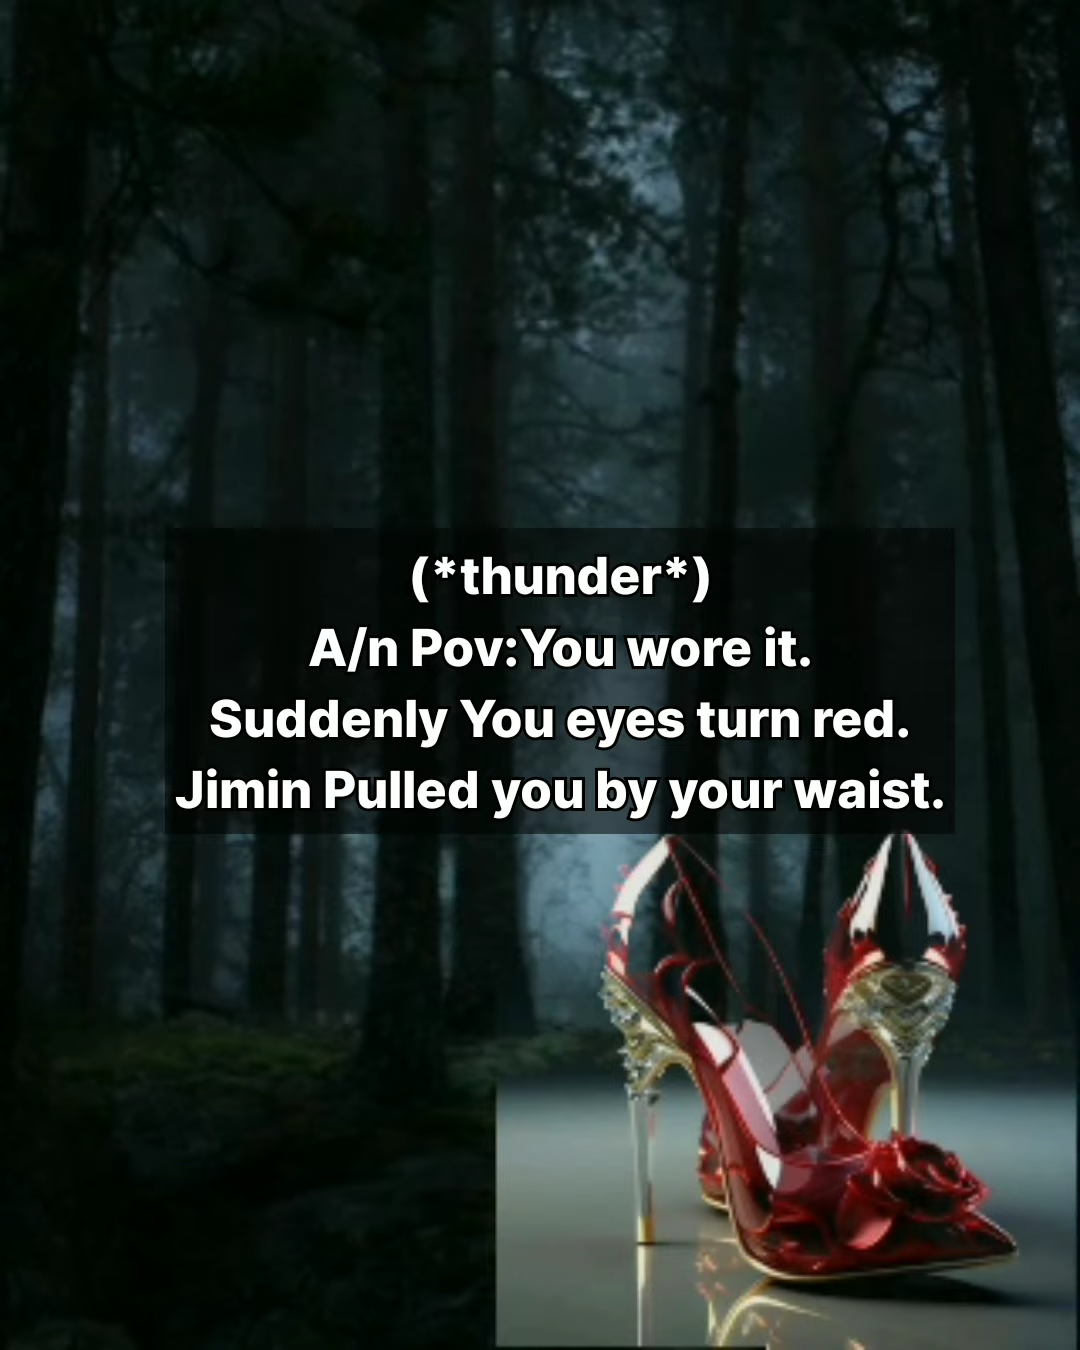 (*thunder*)
A/n Pov:You wore it.
Suddenly You eyes turn red.
Jimin Pulled you by your waist.